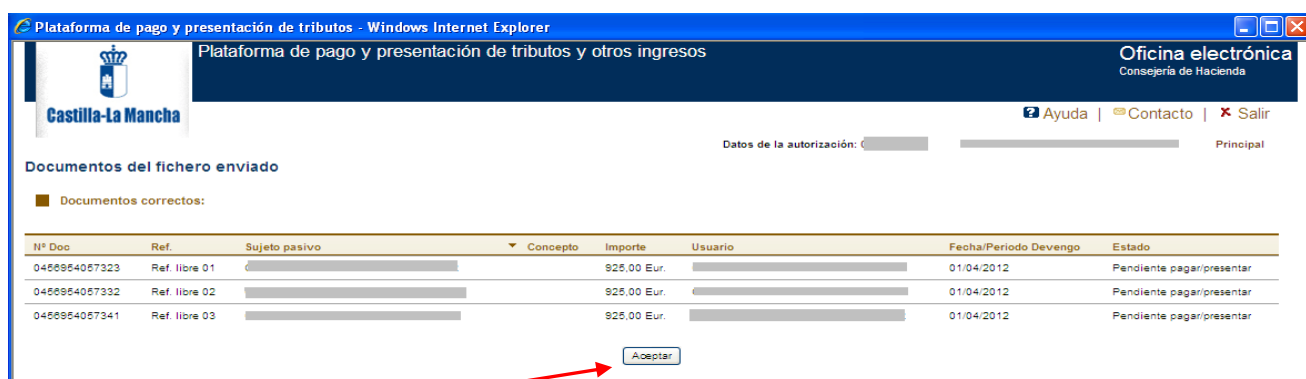 Plataforma de pago y presentación de tributos - Windows Internet Explorer
Plataforma de pago y presentación de tributos y otros ingresos
Oficina electrónica
Consejería de Hacienda
Castilla-La Mancha
Ayuda | Contacto | Salir
Datos de la autorización: Principal
Documentos del fichero enviado
Documentos correctos:
Nº Doc Ref. Sujeto pasivo Concepto Importe Usuario Fecha/Periodo Devengo Estado
0456954057323 Ref. libre 01 925,00 Eur. 01/04/2012 Pendiente pagar/presentar
0456954057332 Ref. libre 02 925,00 Eur. 01/04/2012 Pendiente pagar/presentar
0456954057341 Ref. libre 03 925,00 Eur. 01/04/2012 Pendiente pagar/presentar
Aceptar